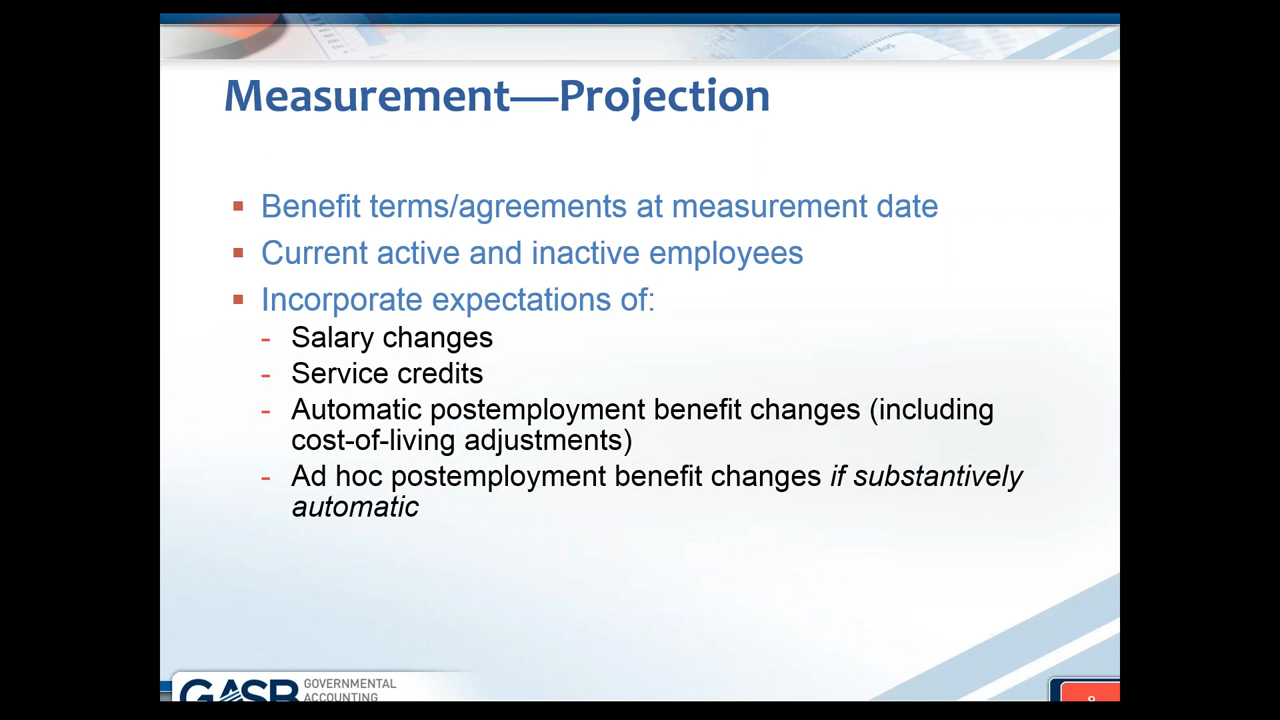 Measurement—Projection
▪ Benefit terms/agreements at measurement date
▪ Current active and inactive employees
▪ Incorporate expectations of:
- Salary changes
- Service credits
- Automatic postemployment benefit changes (including
cost-of-living adjustments)
- Ad hoc postemployment benefit changes if substantively
automatic
GASB GOVERNMENTAL
ACCOUNTING